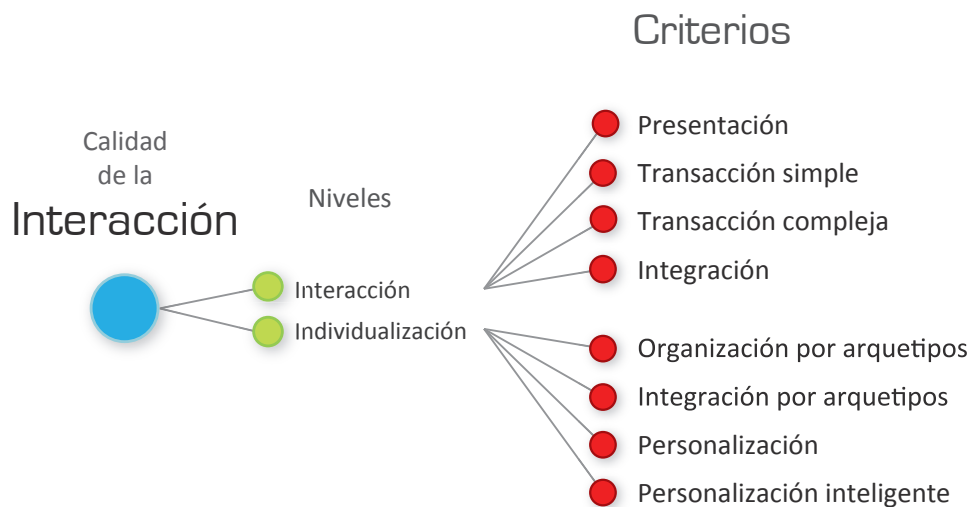 Criterios
Calidad
de la
Interacción
Niveles
Interacción
Individualización
Presentación
Transacción simple
Transacción compleja
Integración
Organización por arquetipos
Integración por arquetipos
Personalización
Personalización inteligente